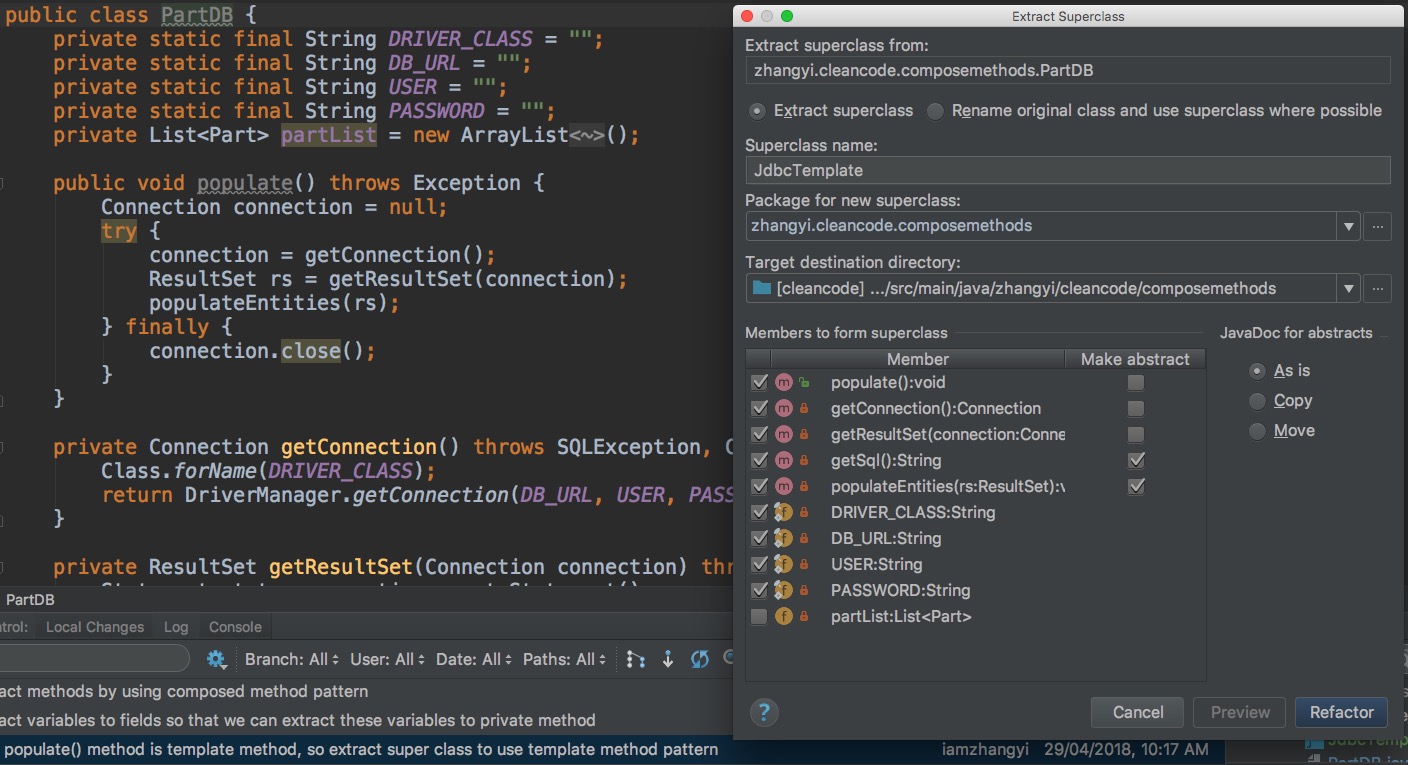 public class PartDB {
private static final String DRIVER_CLASS = "";
private static final String DB_URL = "";
private static final String USER = "";
private static final String PASSWORD = "";
private List<Part> partList = new ArrayList<~>();
public void populate() throws Exception {
Connection connection = null;
try {
connection = getConnection();
ResultSet rs = getResultSet(connection);
populateEntities(rs);
} finally {
connection.close();
}
}
private Connection getConnection() throws SQLException, C
Class.forName(DRIVER_CLASS);
return DriverManager.getConnection(DB_URL, USER, PASS
}
private ResultSet getResultSet(Connection connection) thr
PartDB
ntrol: Local Changes Log Console
Branch: All User: All Date: All Paths: All
act methods by using composed method pattern
act variables to fields so that we can extract these variables to private method
populate() method is template method, so extract super class to use template method pattern iamzhangyi 29/04/2018, 10:17 AM
Extract Superclass
Extract superclass from:
zhangyi.cleancode.composemethods.PartDB
Extract superclass Rename original class and use superclass where possible
Superclass name:
JdbcTemplate
Package for new superclass:
zhangyi.cleancode.composemethods
...
Target destination directory:
[cleancode] .../src/main/java/zhangyi/cleancode/composemethods
...
Members to form superclass
Member Make abstract
m populate():void
m getConnection():Connection
m getResultSet(connection:Conne
m getSql():String
m populateEntities(rs:ResultSet):v
f DRIVER_CLASS:String
f DB_URL:String
f USER:String
f PASSWORD:String
f partList:List<Part>
JavaDoc for abstracts
As is
Copy
Move
? Cancel Preview Refactor
JdbcTemp